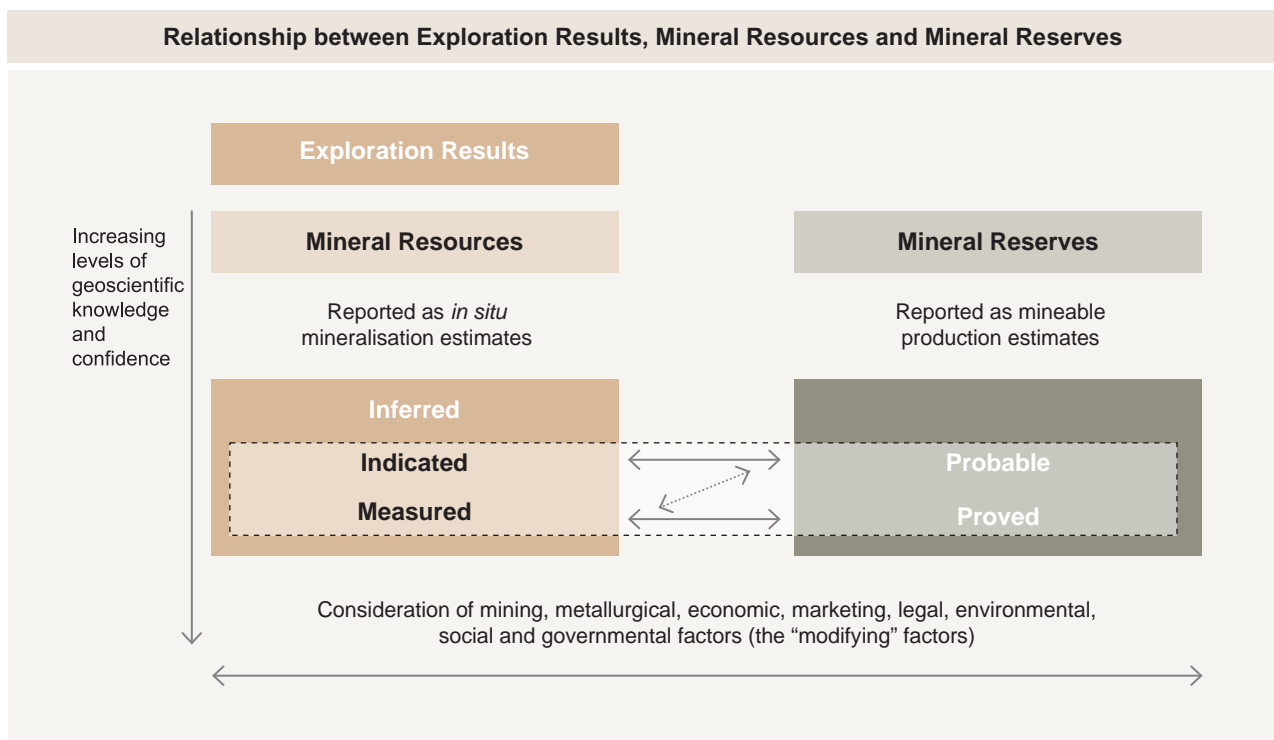 Relationship between Exploration Results, Mineral Resources and Mineral Reserves
Exploration Results
Increasing
levels of
geoscientific
knowledge
and
confidence
Mineral Resources
Mineral Reserves
Reported as in situ
mineralisation estimates
Reported as mineable
production estimates
Inferred
Indicated
Measured
Probable
Proved
Consideration of mining, metallurgical, economic, marketing, legal, environmental,
social and governmental factors (the “modifying” factors)